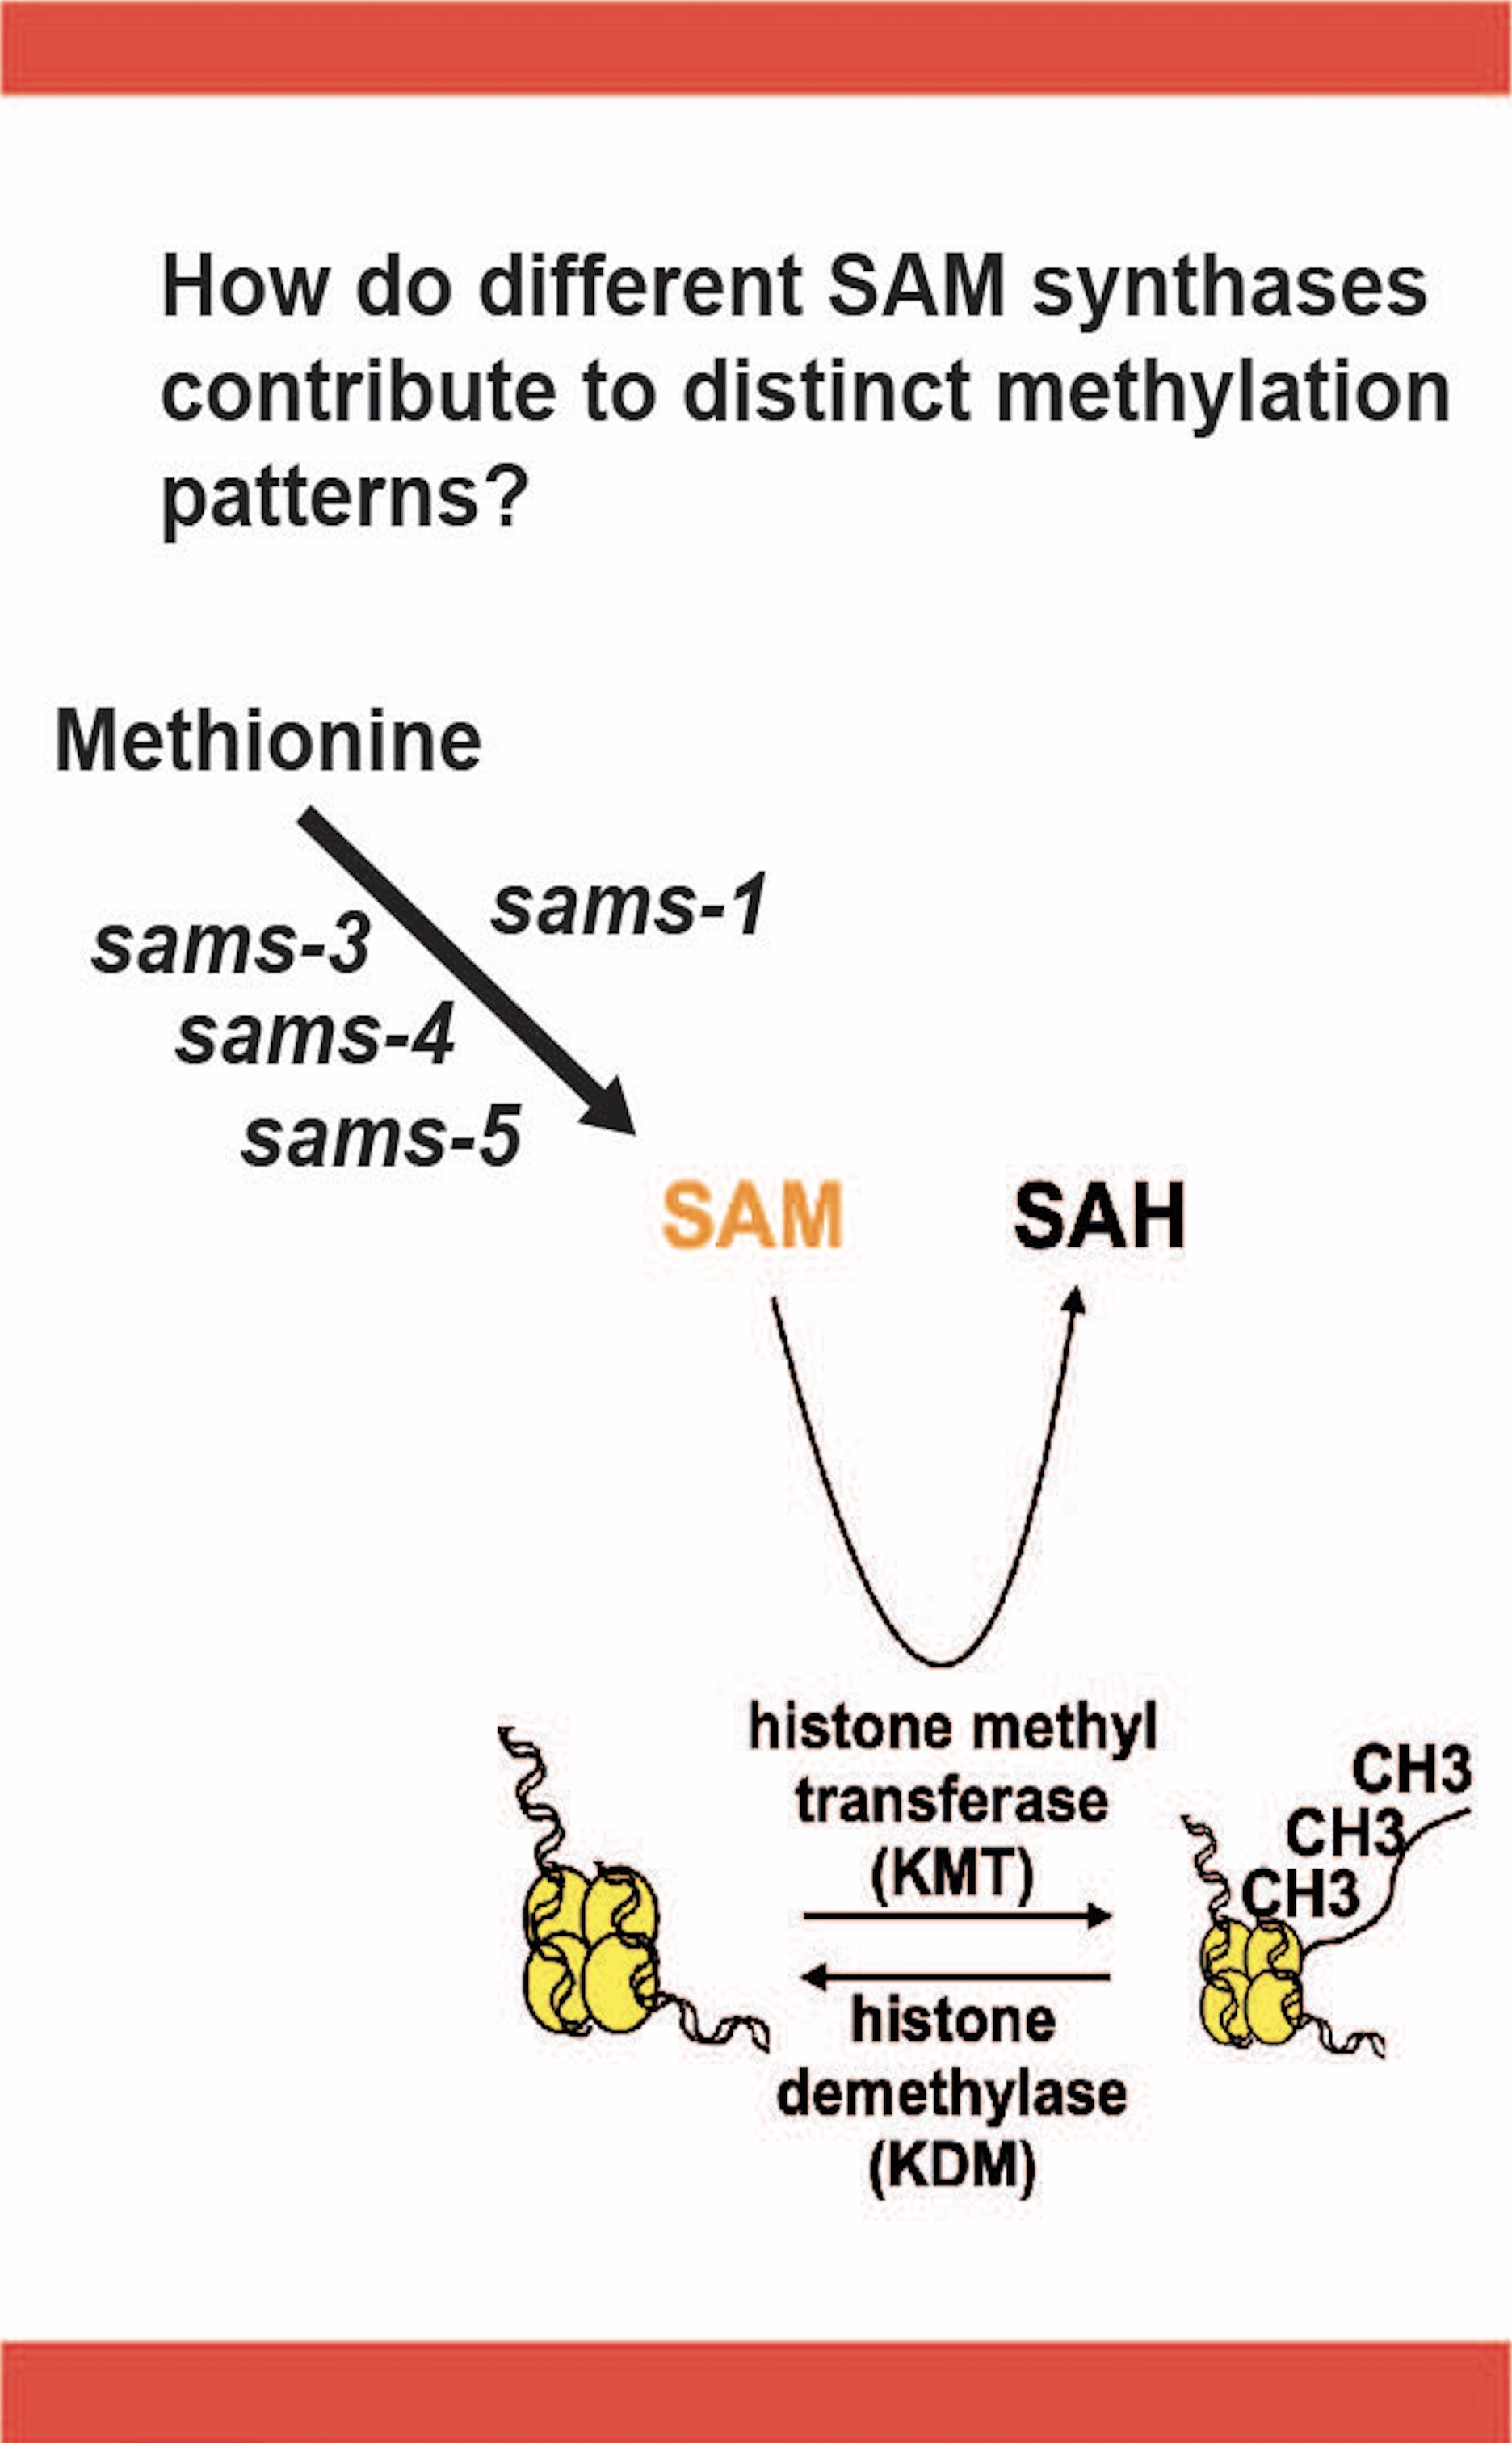 How do different SAM synthases
contribute to distinct methylation
patterns?
Methionine
sams-1
sams-3
sams-4
sams-5
SAM
SAH
histone methyl
transferase
(KMT)
CH3
CH3
CH3
histone
demethylase
(KDM)